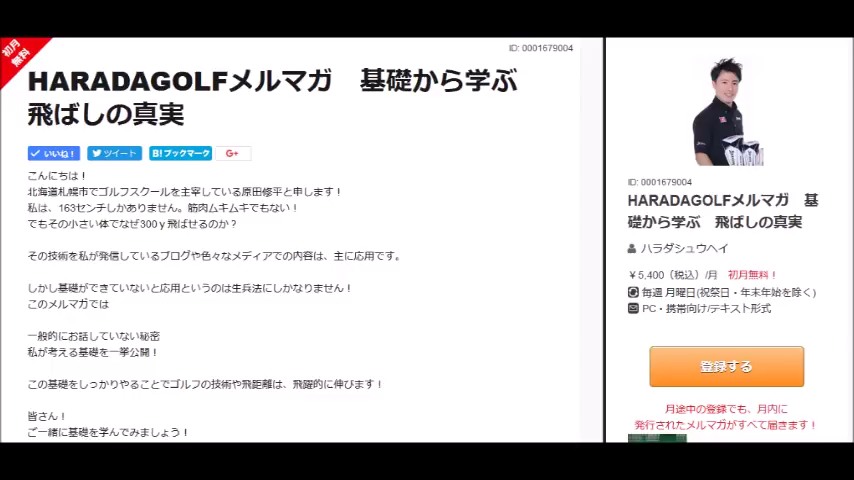 初月
無料
ID: 0001679004
HARADAGOLFメルマガ 基礎から学ぶ
飛ばしの真実
いいね！
ツイート
B!ブックマーク
G+
こんにちは！
北海道札幌市でゴルフスクールを主宰している原田修平と申します！
私は、163センチしかありません。筋肉ムキムキでもない！
でもその小さい体でなぜ300ｙ飛ばせるのか？
その技術を私が発信しているブログや色々なメディアでの内容は、主に応用です。
しかし基礎ができていないと応用というのは生兵法にしかなりません！
このメルマガでは
一般的にお話していない秘密
私が考える基礎を一挙公開！
この基礎をしっかりやることでゴルフの技術や飛距離は、飛躍的に伸びます！
皆さん！
ご一緒に基礎を学んでみましょう！
ID: 0001679004
HARADAGOLFメルマガ 基
礎から学ぶ 飛ばしの真実
ハラダシュウヘイ
￥5,400（税込）/月 初月無料！
毎週 月曜日(祝祭日・年末年始を除く)
PC・携帯向け/テキスト形式
登録する
月途中の登録でも、月内に
発行されたメルマガがすべて届きます！